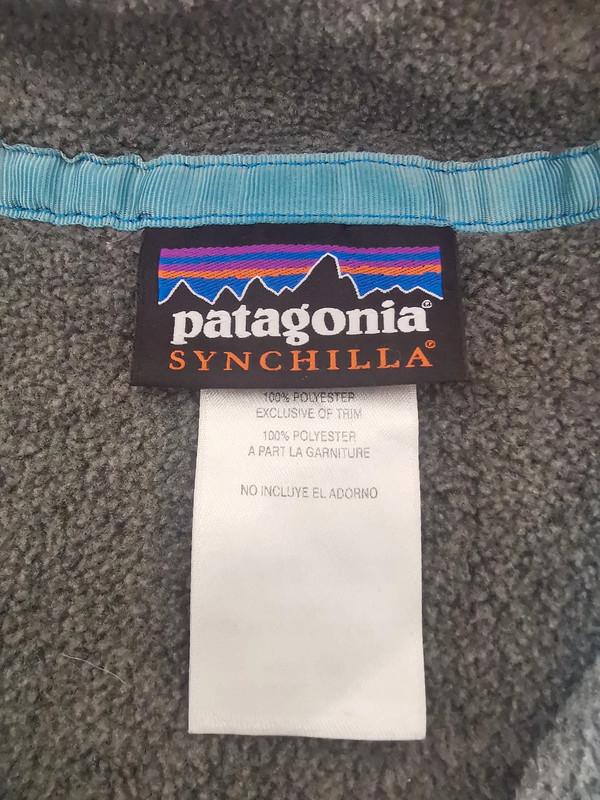 patagonia®
SYNCHILLA®
100% POLYESTER
EXCLUSIVE OF TRIM
100% POLYESTER
A PART LA GARNITURE
NO INCLUYE EL ADORNO